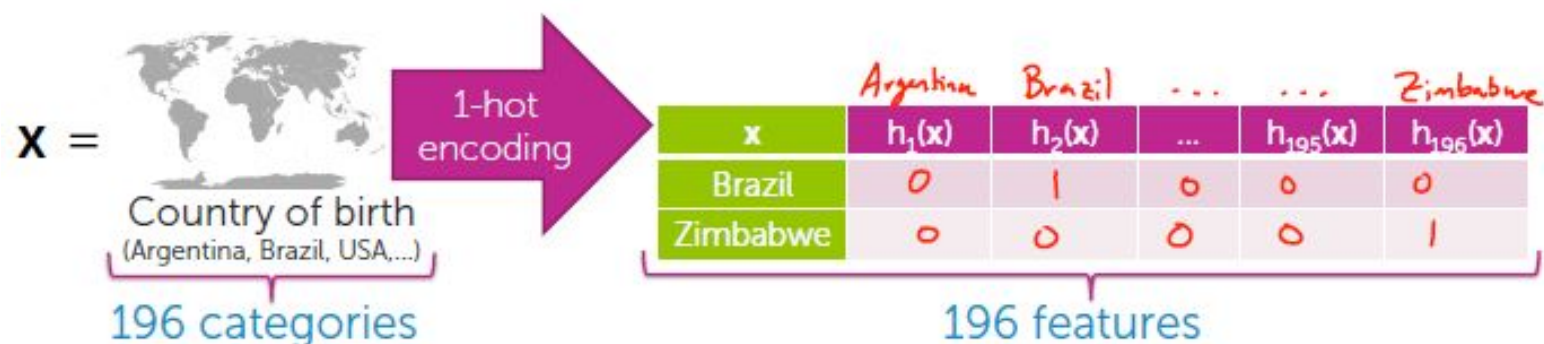 X =
Country of birth
(Argentina, Brazil, USA,...)
196 categories
1-hot
encoding
Argentina Brazil ... ... Zimbabwe
x h₁(x) h₂(x) ... h₁₉₅(x) h₁₉₆(x)
Brazil 0 1 0 0 0
Zimbabwe 0 0 0 0 1
196 features